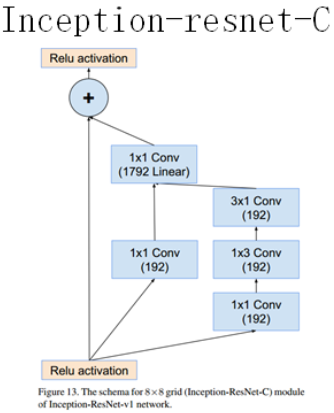 Inception-resnet-C
Relu activation
+
1x1 Conv
(1792 Linear)
3x1 Conv
(192)
1x1 Conv
(192)
1x3 Conv
(192)
1x1 Conv
(192)
Relu activation
Figure 13. The schema for 8×8 grid (Inception-ResNet-C) module
of Inception-ResNet-v1 network.